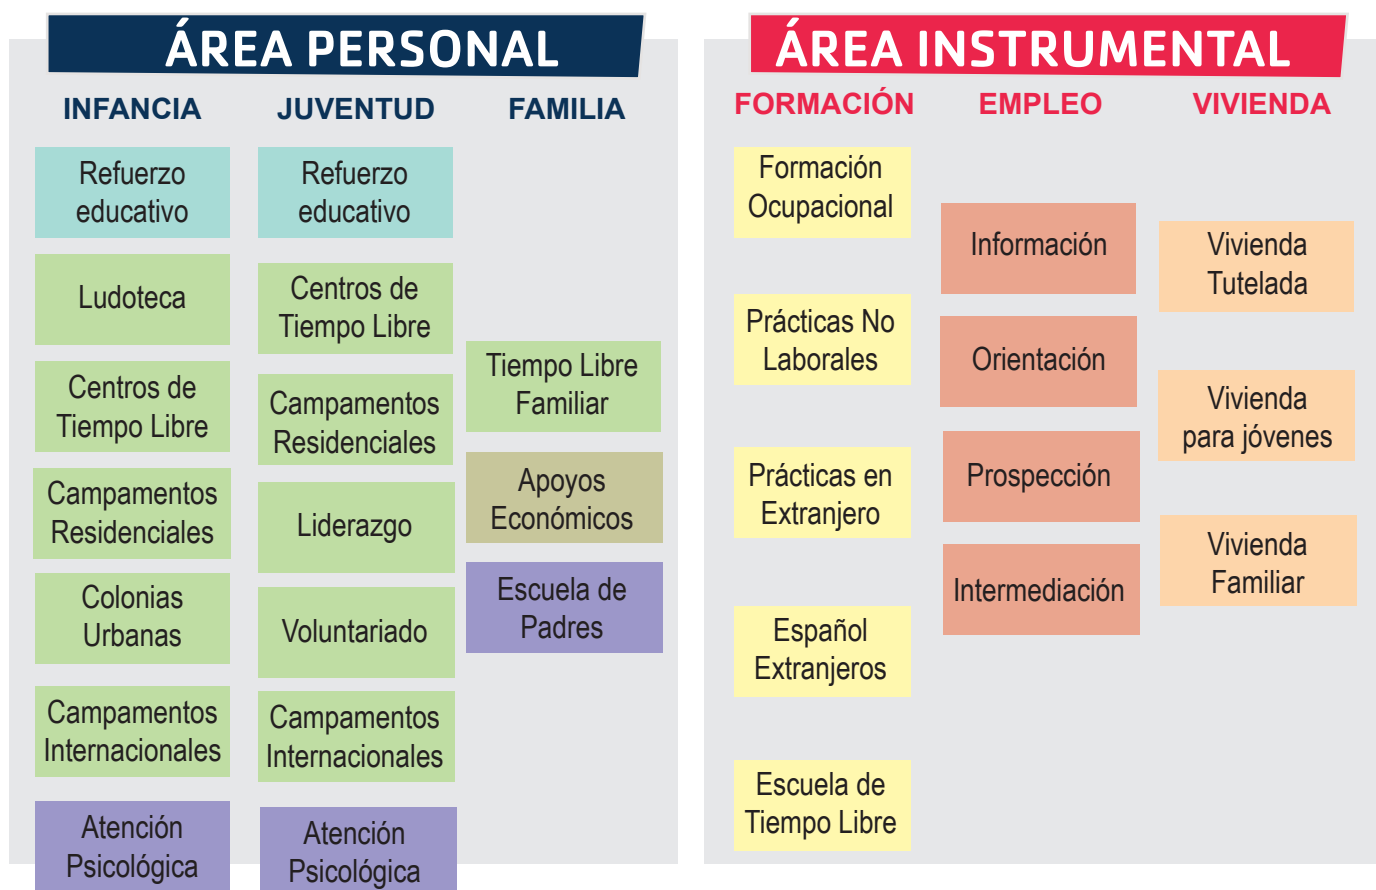 ÁREA PERSONAL
INFANCIA
Refuerzo
educativo
Ludoteca
Centros de
Tiempo Libre
Campamentos
Residenciales
Colonias
Urbanas
Campamentos
Internacionales
Atención
Psicológica
JUVENTUD
Refuerzo
educativo
Centros de
Tiempo Libre
Campamentos
Residenciales
Liderazgo
Voluntariado
Campamentos
Internacionales
Atención
Psicológica
FAMILIA
Tiempo Libre
Familiar
Apoyos
Económicos
Escuela de
Padres
ÁREA INSTRUMENTAL
FORMACIÓN
Formación
Ocupacional
Prácticas No
Laborales
Prácticas en
Extranjero
Español
Extranjeros
Escuela de
Tiempo Libre
EMPLEO
Información
Orientación
Prospección
Intermediación
VIVIENDA
Vivienda
Tutelada
Vivienda
para jóvenes
Vivienda
Familiar